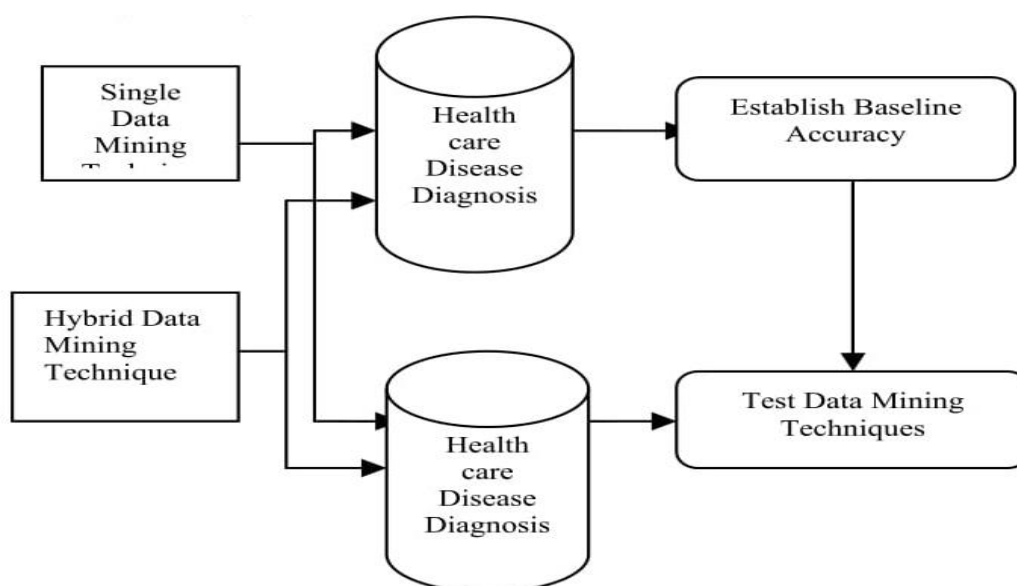 Single
Data
Mining
Health
care
Disease
Diagnosis
Establish Baseline
Accuracy
Hybrid Data
Mining
Technique
Health
care
Disease
Diagnosis
Test Data Mining
Techniques